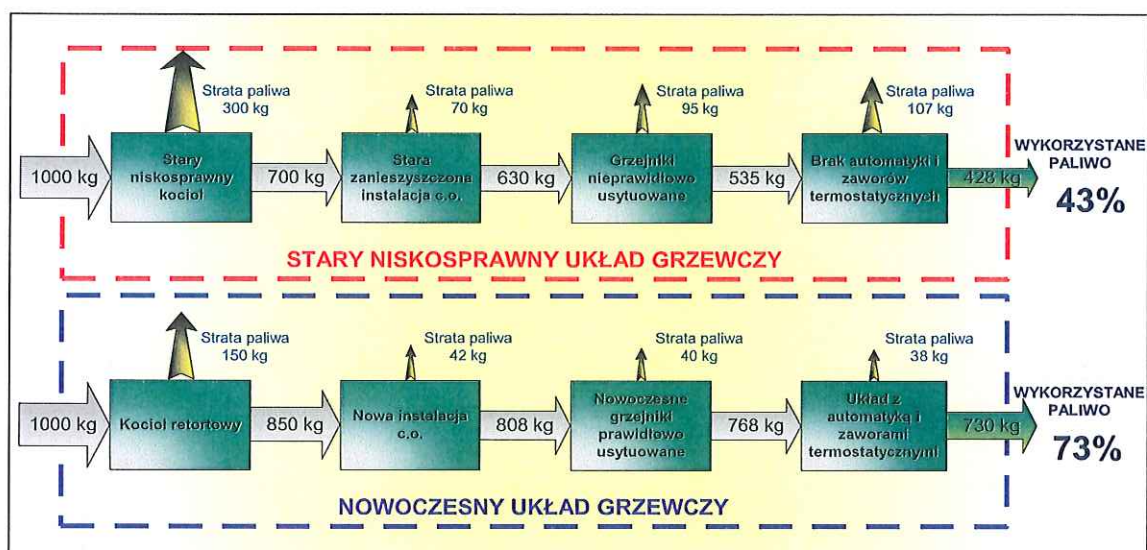 Strata paliwa
300 kg
Strata paliwa
70 kg
Strata paliwa
95 kg
Strata paliwa
107 kg
1000 kg
Stary
niskosprawny
kocioł
700 kg
Stara
zanieszyszczona
instalacja c.o.
630 kg
Grzejniki
nieprawidłowo
usytuowane
535 kg
Brak automatyki i
zaworów
termostatycznych
428 kg
WYKORZYSTANE
PALIWO
43%
STARY NISKOSPRAWNY UKŁAD GRZEWCZY
Strata paliwa
150 kg
Strata paliwa
42 kg
Strata paliwa
40 kg
Strata paliwa
38 kg
1000 kg
Kocioł retortowy
850 kg
Nowa instalacja
c.o.
808 kg
Nowoczesne
grzejniki
prawidłowo
usytuowane
768 kg
Układ z
automatyką i
zaworami
termostatycznymi
730 kg
WYKORZYSTANE
PALIWO
73%
NOWOCZESNY UKŁAD GRZEWCZY